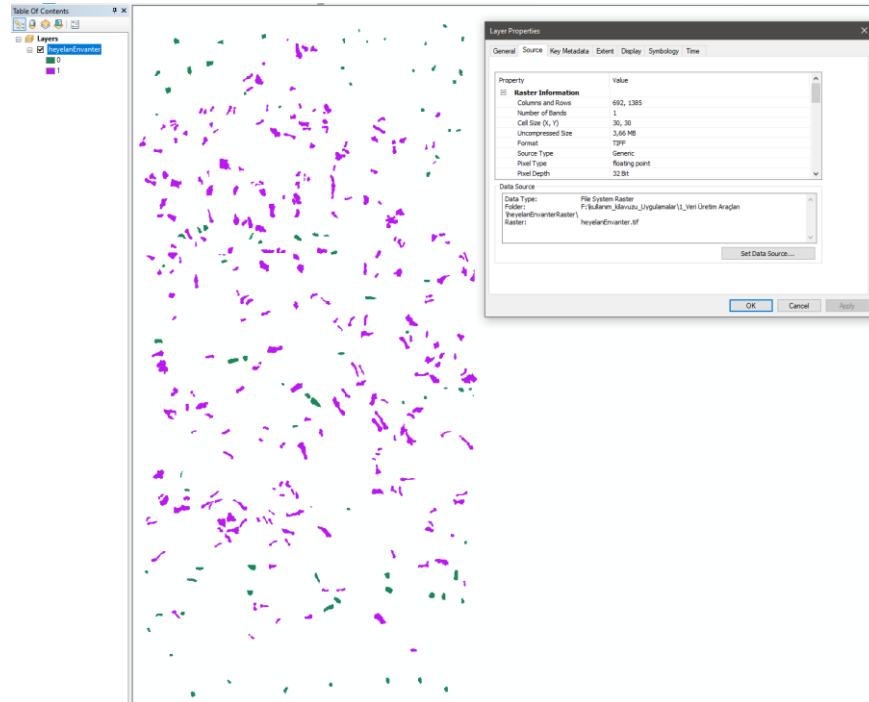 Table Of Contents
Layers
heyelanEnvanter
0
1
Layer Properties
General Source Key Metadata Extent Display Symbology Time
Property Value
Raster Information
Columns and Rows 692, 1385
Number of Bands 1
Cell Size (X, Y) 30, 30
Uncompressed Size 3,66 MB
Format TIFF
Source Type Generic
Pixel Type floating point
Pixel Depth 32 Bit
Data Source
Data Type: File System Raster
Folder: F:\kullanım_kılavuzu_Uygulamalar\1_Veri Üretim Araçları
\heyelanEnvanterRaster\
Raster: heyelanEnvanter.tif
Set Data Source...
OK Cancel Apply